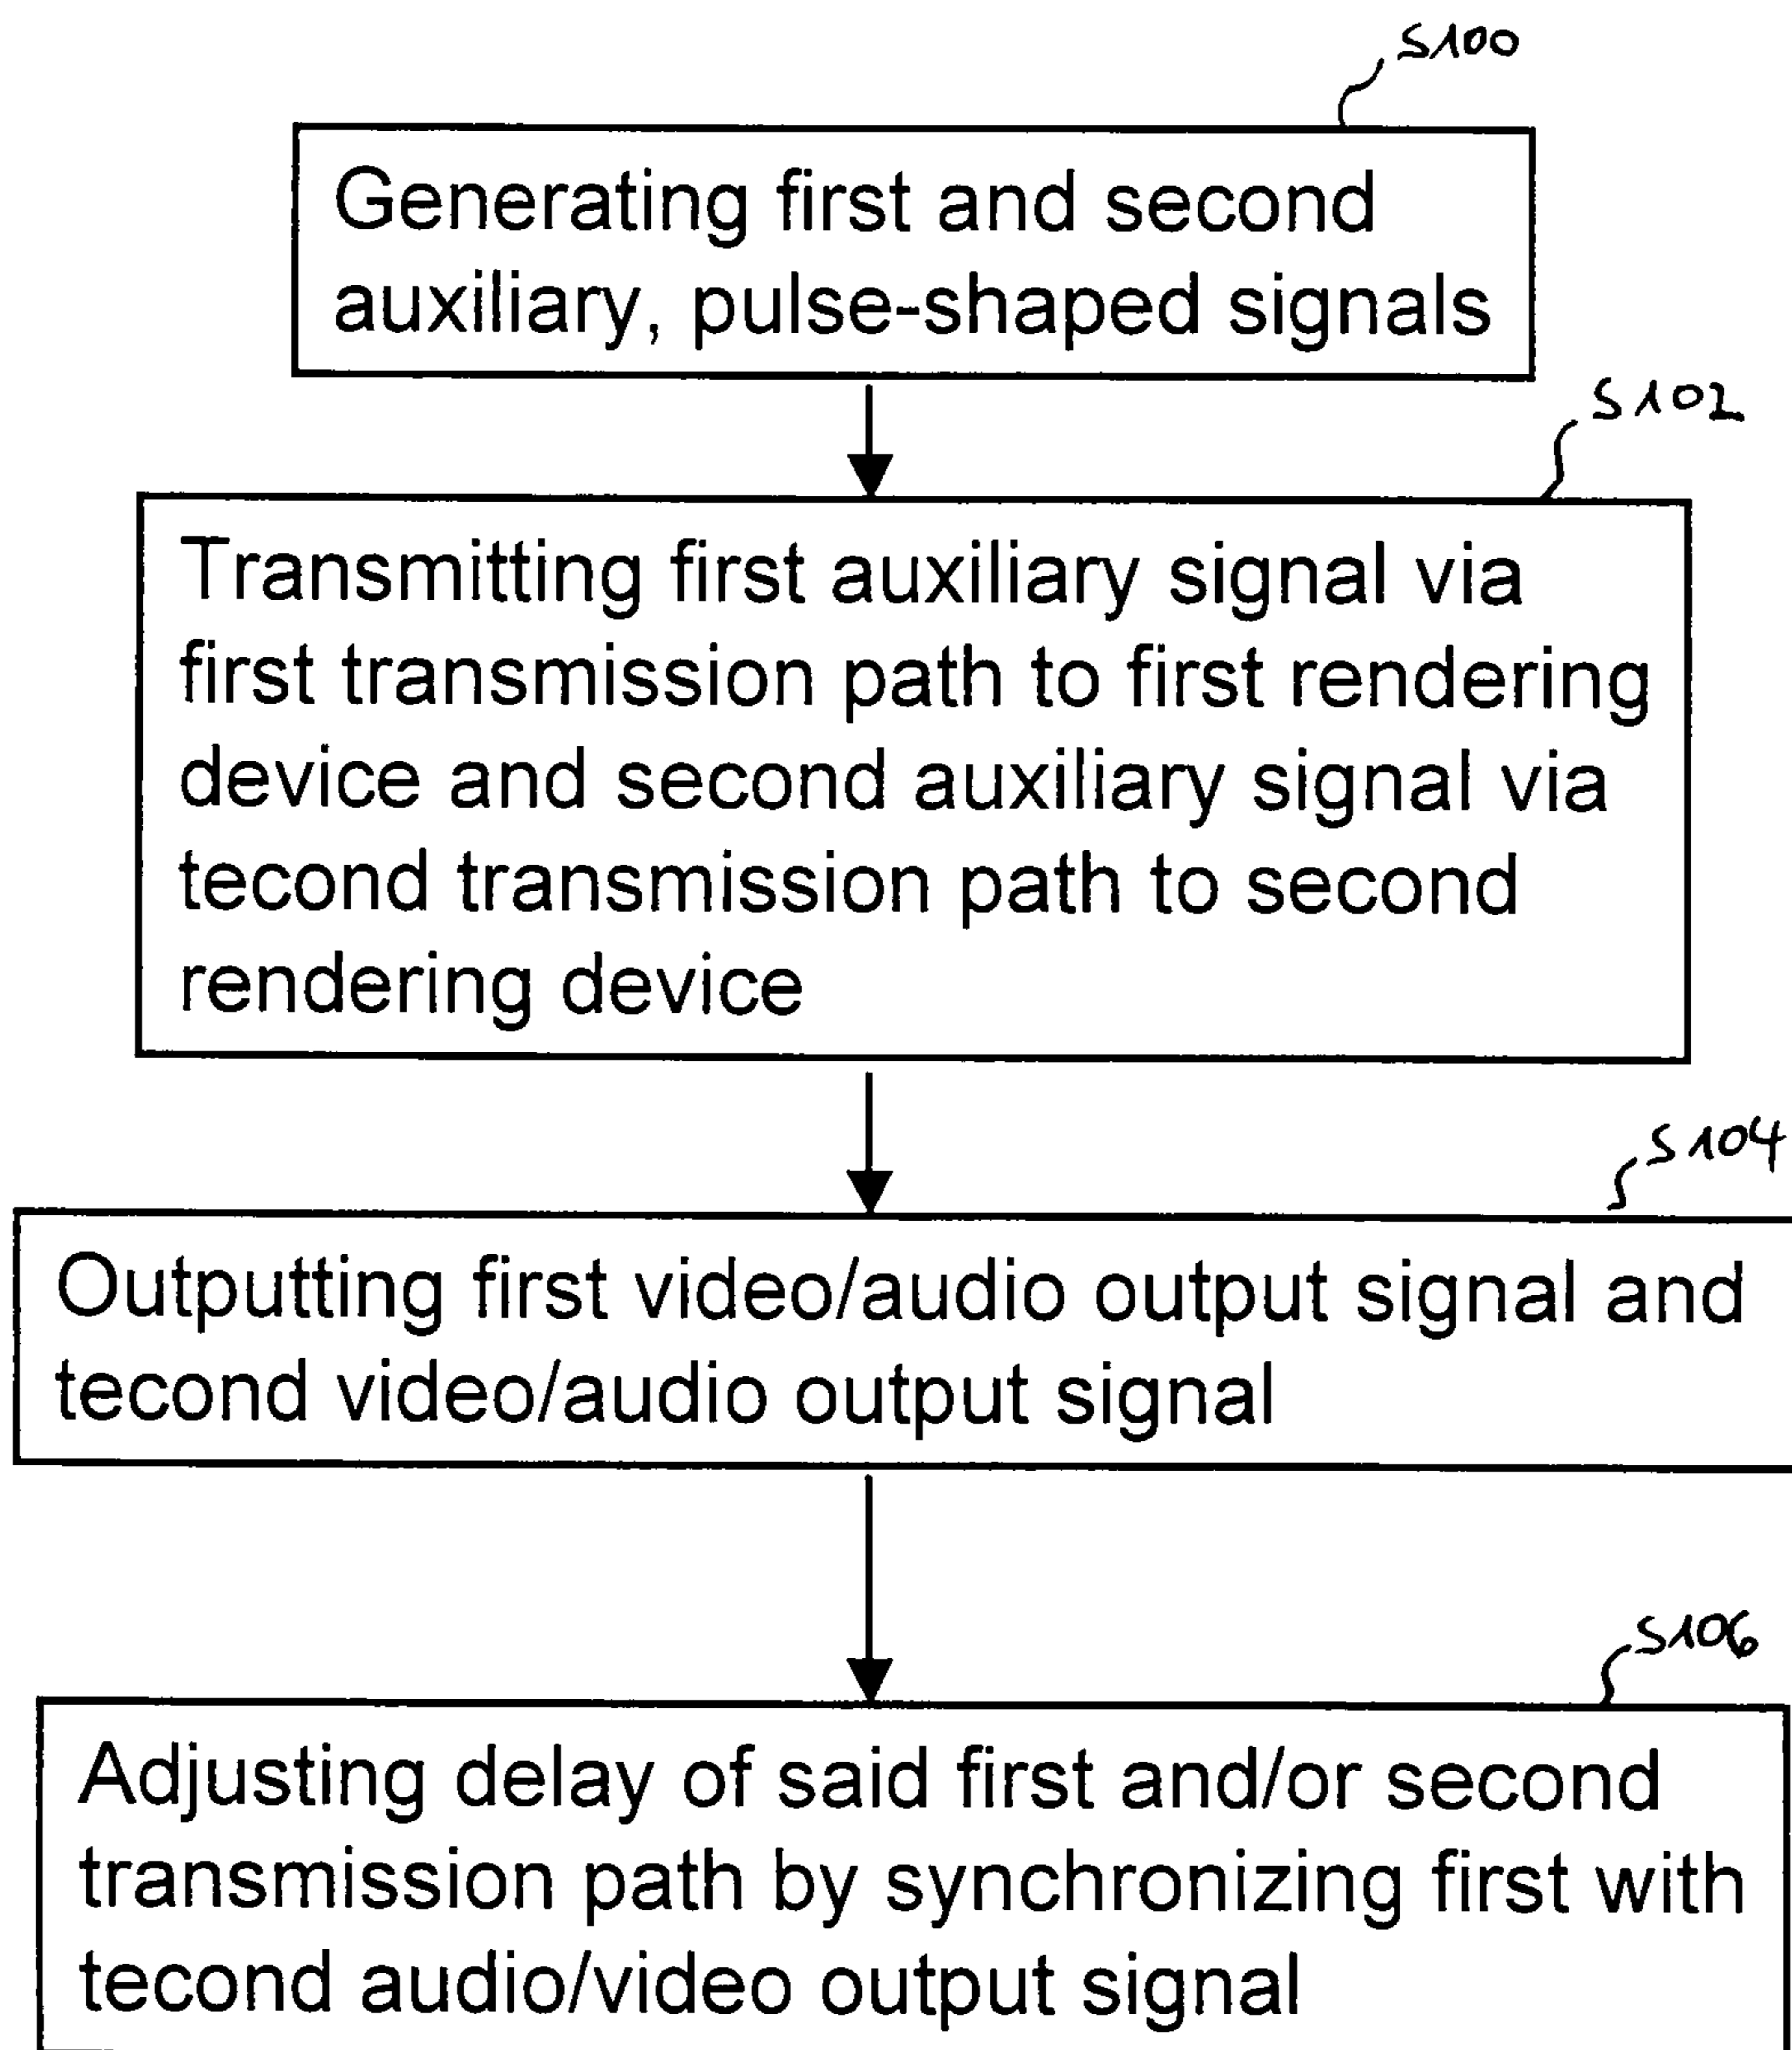 S100
Generating first and second
auxiliary, pulse-shaped signals
S102
Transmitting first auxiliary signal via
first transmission path to first rendering
device and second auxiliary signal via
tecond transmission path to second
rendering device
S104
Outputting first video/audio output signal and
tecond video/audio output signal
S106
Adjusting delay of said first and/or second
transmission path by synchronizing first with
tecond audio/video output signal